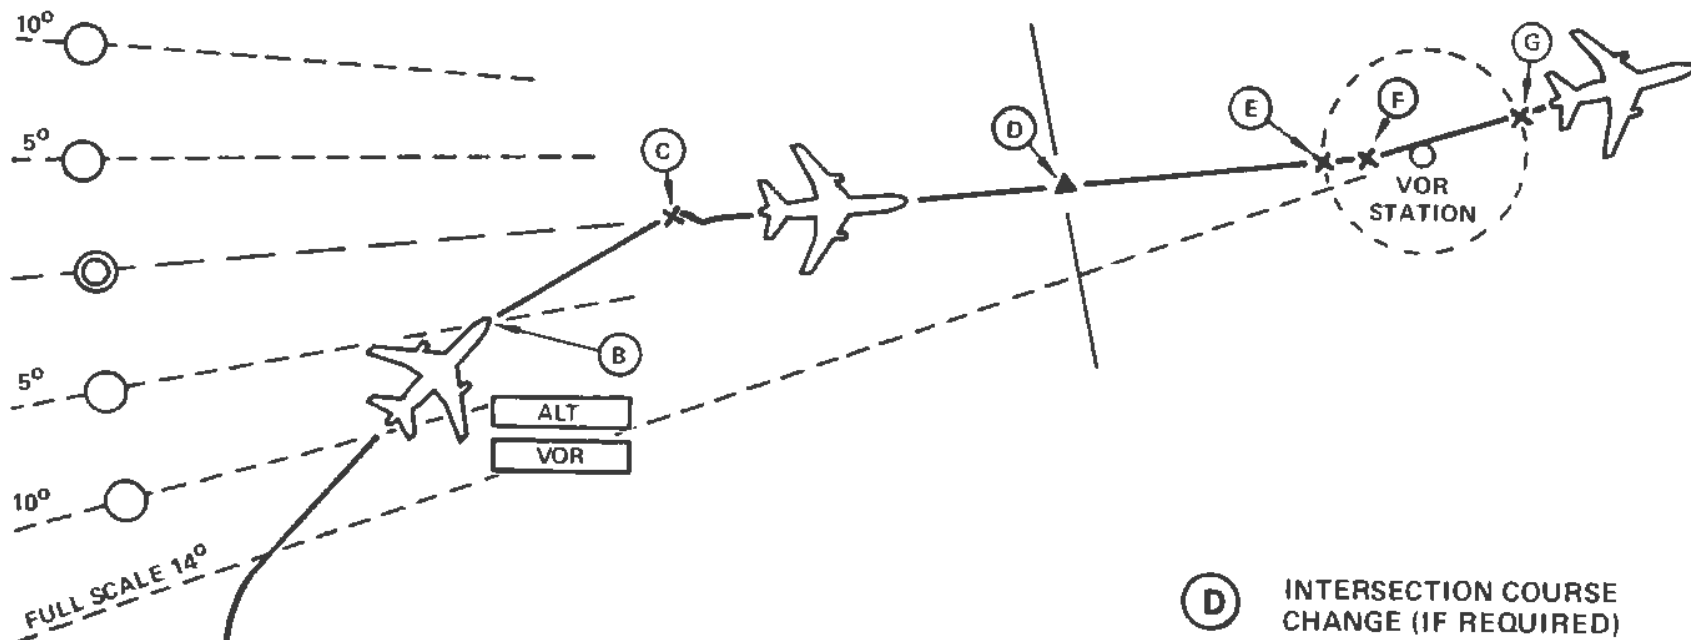 10°
G
E
F
D
5°
C
VOR
STATION
B
5°
ALT
VOR
10°
FULL SCALE 14°
D INTERSECTION COURSE
CHANGE (IF REQUIRED)